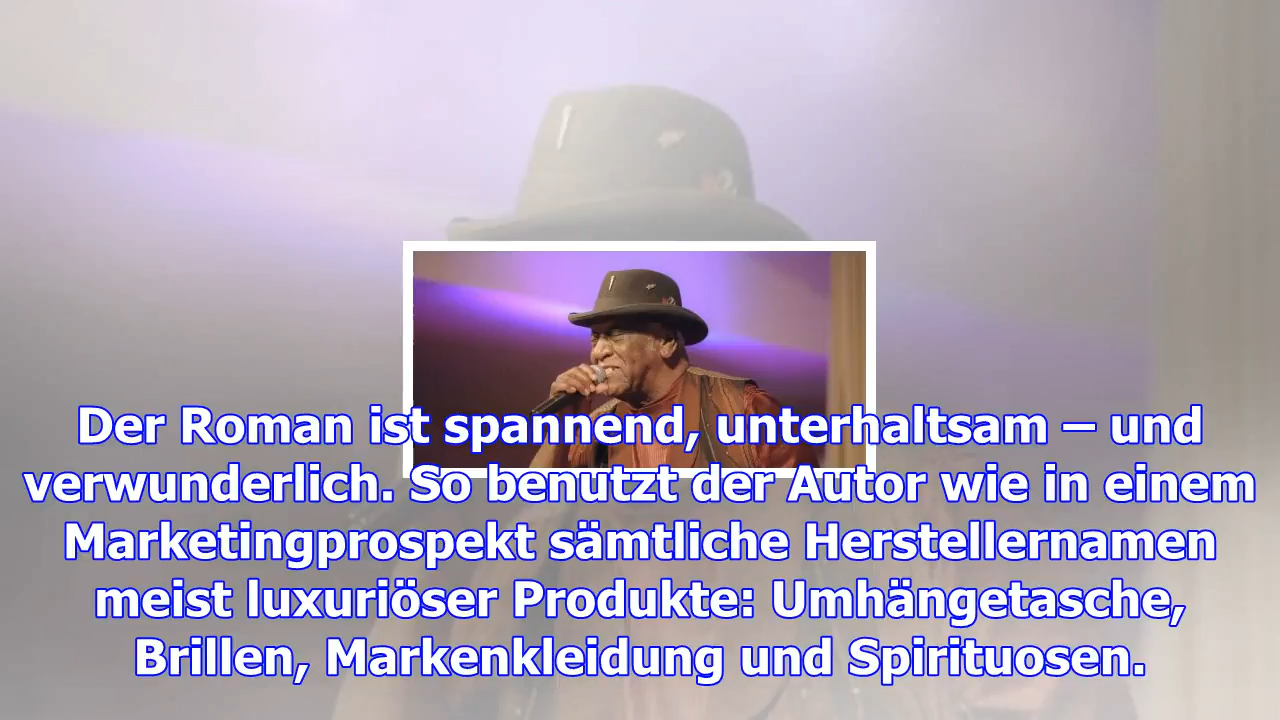 Der Roman ist spannend, unterhaltsam – und
verwunderlich. So benutzt der Autor wie in einem
Marketingprospekt sämtliche Herstellernamen
meist luxuriöser Produkte: Umhängetasche,
Brillen, Markenkleidung und Spirituosen.